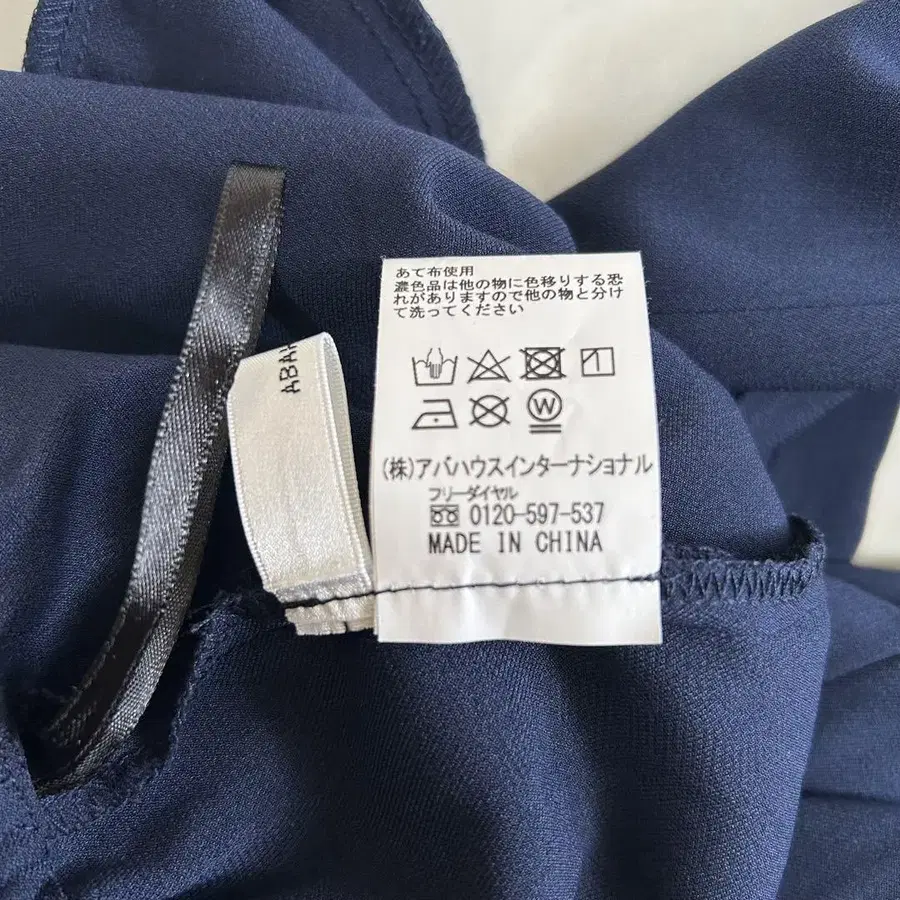 あて布使用
濃色品は他の物に色移りする恐
れがありますので他の物と分け
て洗ってください
W
(株)アバハウスインターナショナル
フリーダイヤル
0120-597-537
MADE IN CHINA